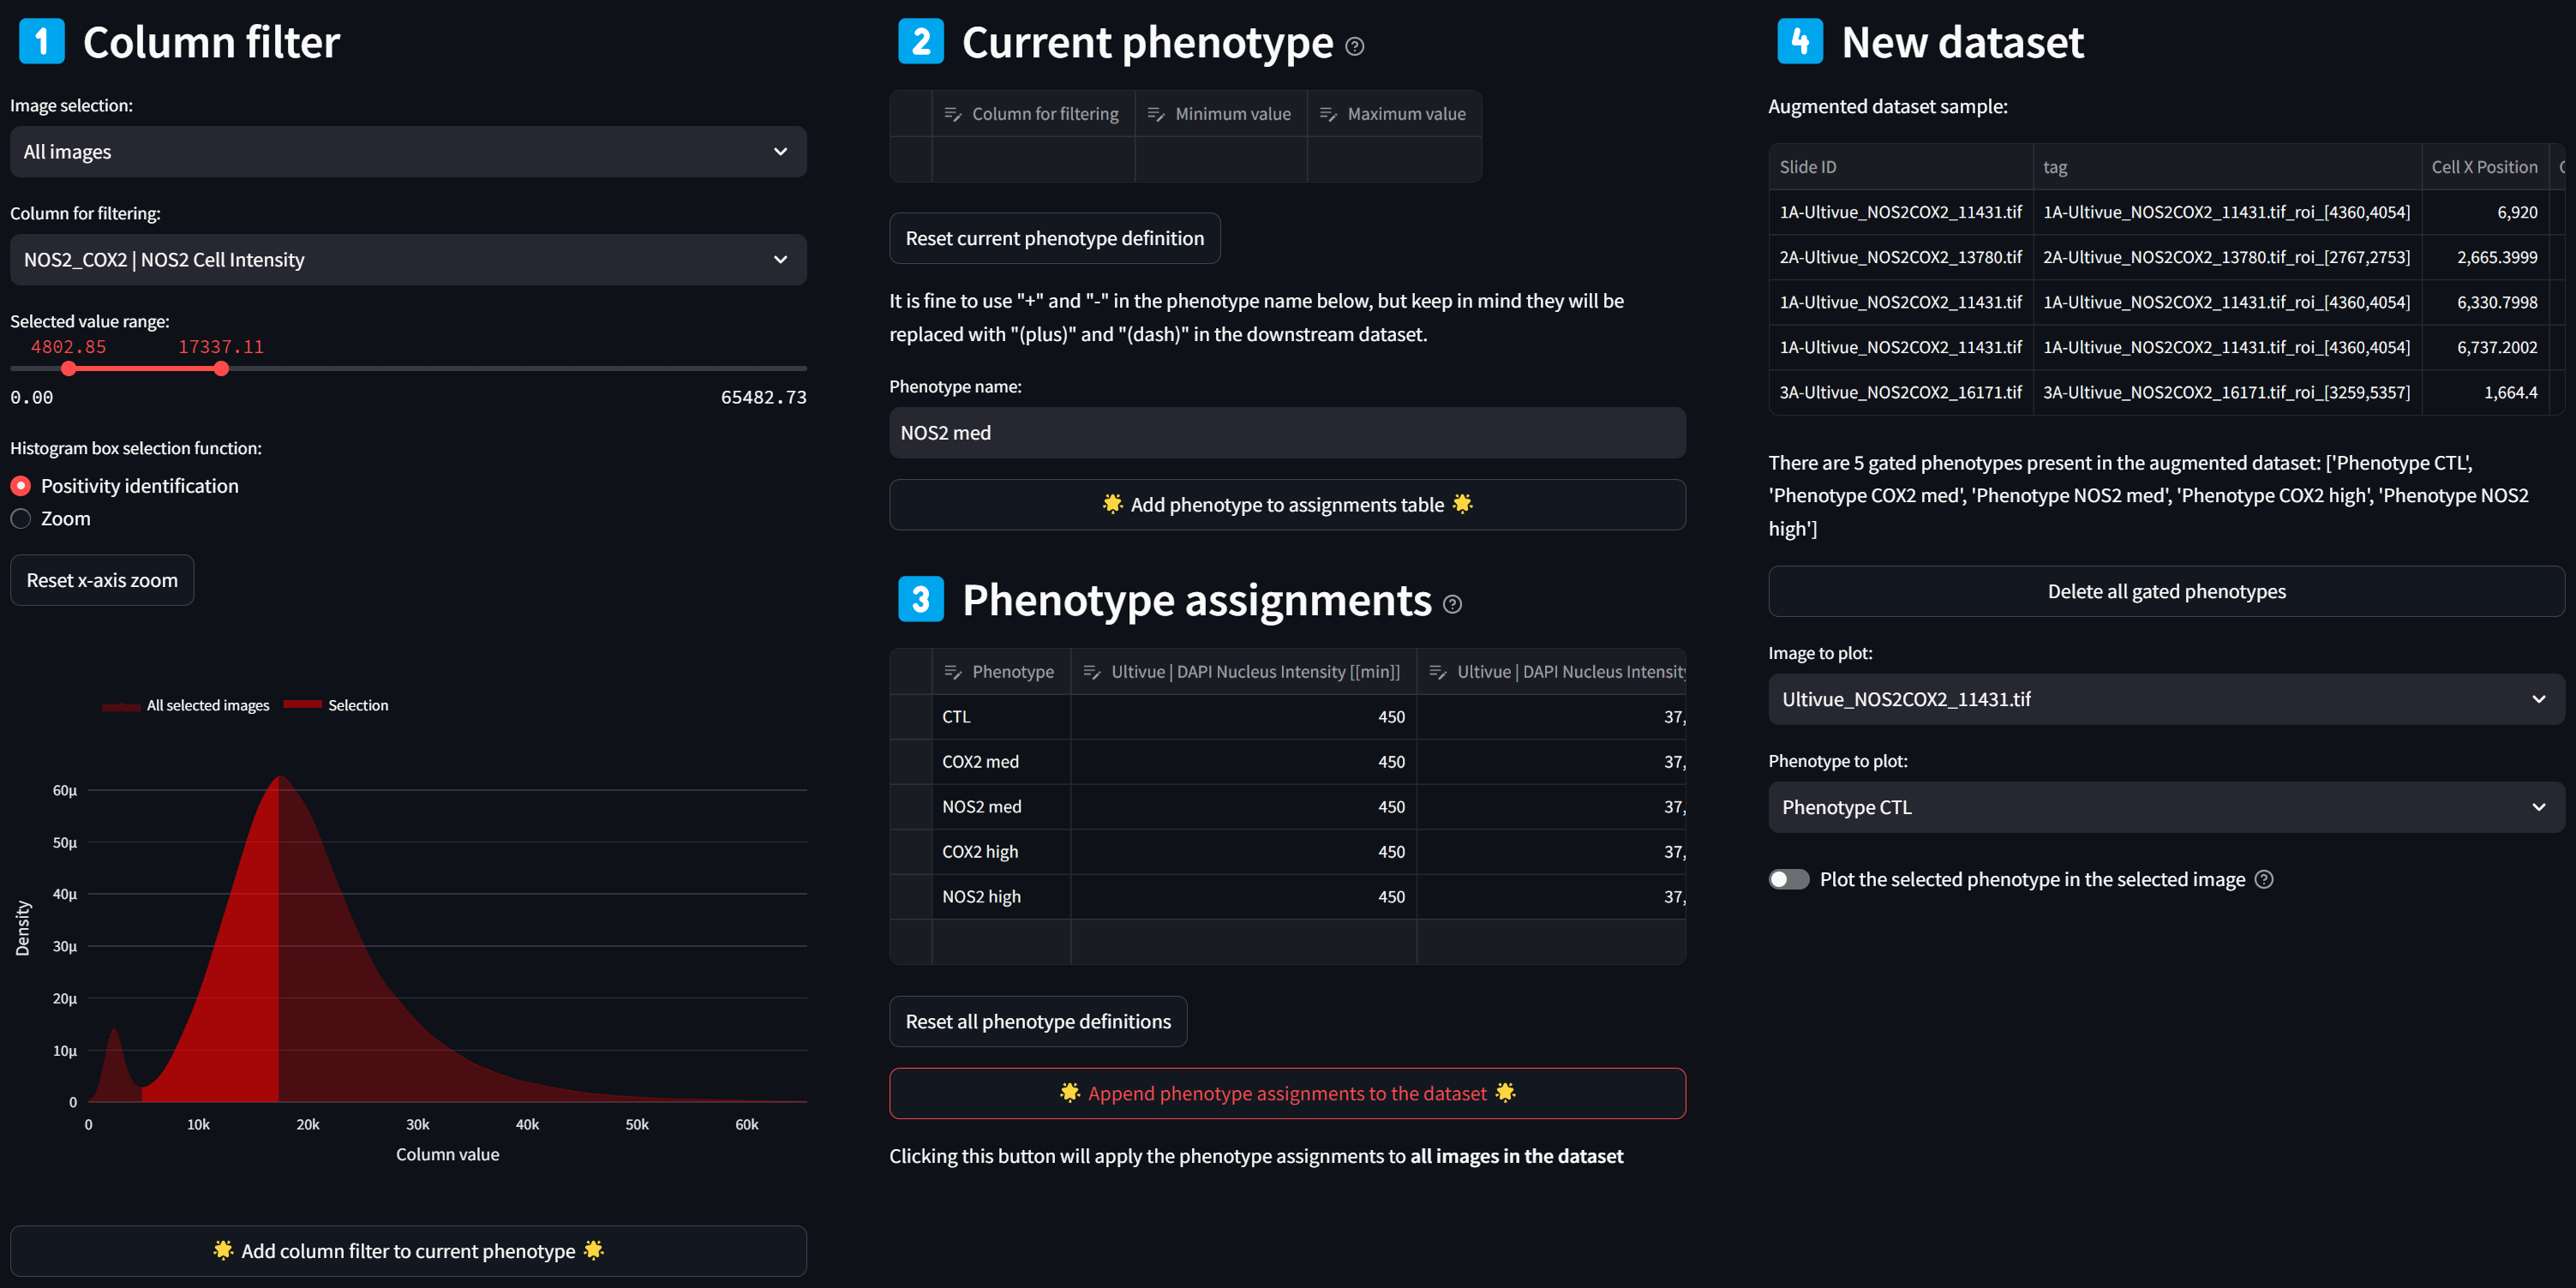 1 Column filter
Image selection:
All images
Column for filtering:
NOS2_COX2 | NOS2 Cell Intensity
Selected value range:
4802.85 17337.11
0.00 65482.73
Histogram box selection function:
Positivity identification
Zoom
Reset x-axis zoom
All selected images Selection
60μ
50μ
40μ
30μ
20μ
10μ
0
Density
0 10k 20k 30k 40k 50k 60k
Column value
🌟 Add column filter to current phenotype 🌟
2 Current phenotype
Column for filtering Minimum value Maximum value
Reset current phenotype definition
It is fine to use "+" and "-" in the phenotype name below, but keep in mind they will be
replaced with "(plus)" and "(dash)" in the downstream dataset.
Phenotype name:
NOS2 med
🌟 Add phenotype to assignments table 🌟
3 Phenotype assignments
Phenotype Ultivue | DAPI Nucleus Intensity [[min]] Ultivue | DAPI Nucleus Intensity
CTL 450 37,
COX2 med 450 37,
NOS2 med 450 37,
COX2 high 450 37,
NOS2 high 450 37,
Reset all phenotype definitions
🌟 Append phenotype assignments to the dataset 🌟
Clicking this button will apply the phenotype assignments to all images in the dataset
4 New dataset
Augmented dataset sample:
Slide ID tag Cell X Position
1A-Ultivue_NOS2COX2_11431.tif 1A-Ultivue_NOS2COX2_11431.tif_roi_[4360,4054] 6,920
2A-Ultivue_NOS2COX2_13780.tif 2A-Ultivue_NOS2COX2_13780.tif_roi_[2767,2753] 2,665.3999
1A-Ultivue_NOS2COX2_11431.tif 1A-Ultivue_NOS2COX2_11431.tif_roi_[4360,4054] 6,330.7998
1A-Ultivue_NOS2COX2_11431.tif 1A-Ultivue_NOS2COX2_11431.tif_roi_[4360,4054] 6,737.2002
3A-Ultivue_NOS2COX2_16171.tif 3A-Ultivue_NOS2COX2_16171.tif_roi_[3259,5357] 1,664.4
There are 5 gated phenotypes present in the augmented dataset: ['Phenotype CTL',
'Phenotype COX2 med', 'Phenotype NOS2 med', 'Phenotype COX2 high', 'Phenotype NOS2
high']
Delete all gated phenotypes
Image to plot:
Ultivue_NOS2COX2_11431.tif
Phenotype to plot:
Phenotype CTL
Plot the selected phenotype in the selected image